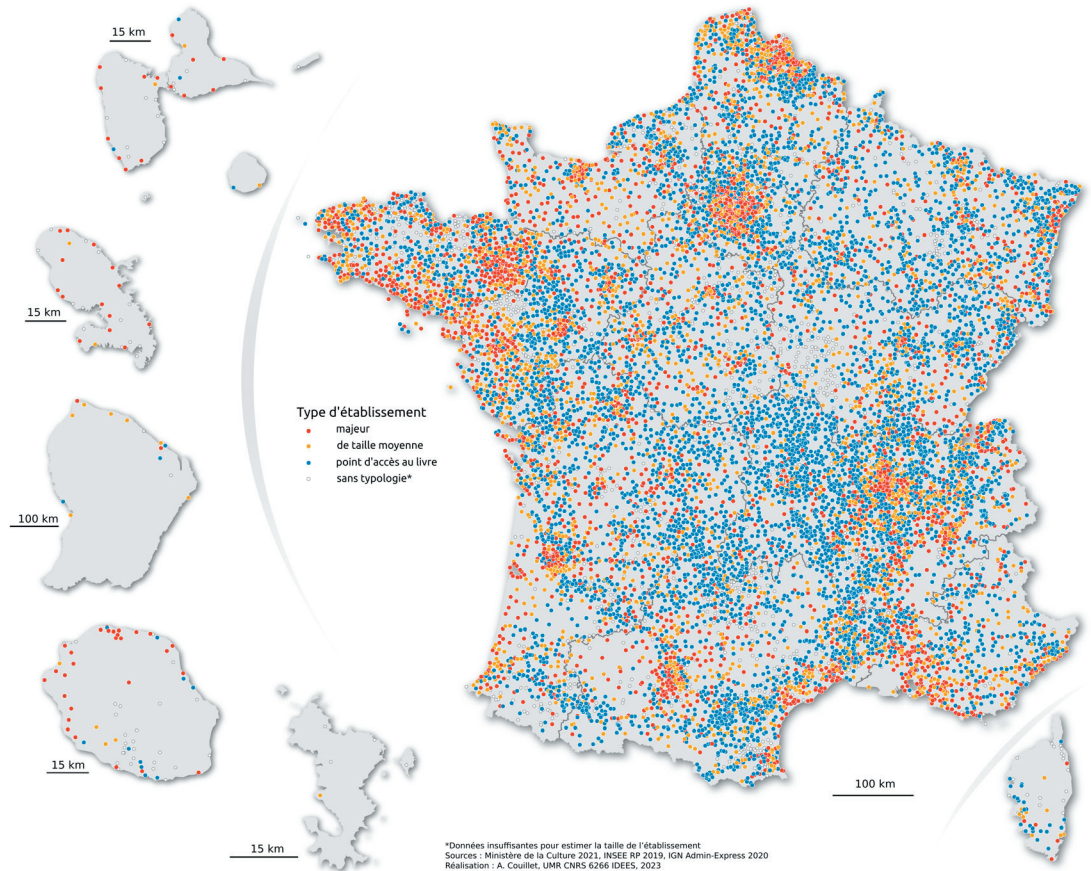 15 km
15 km
Type d'établissement
majeur
de taille moyenne
point d'accès au livre
sans typologie*
100 km
15 km
100 km
15 km
*Données insuffisantes pour estimer la taille de l'établissement
Sources : Ministère de la Culture 2021, INSEE RP 2019, IGN Admin-Express 2020
Réalisation : A. Couillet, UMR CNRS 6266 IDEES, 2023